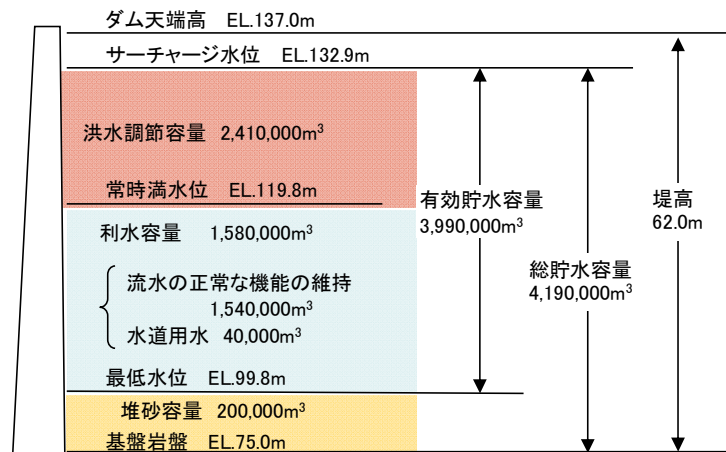 ダム天端高 EL.137.0m
サーチャージ水位 EL.132.9m
洪水調節容量 2,410,000m³
常時満水位 EL.119.8m
有効貯水容量
3,990,000m³
堤高
62.0m
利水容量 1,580,000m³
総貯水容量
4,190,000m³
流水の正常な機能の維持
1,540,000m³
水道用水 40,000m³
最低水位 EL.99.8m
堆砂容量 200,000m³
基盤岩盤 EL.75.0m